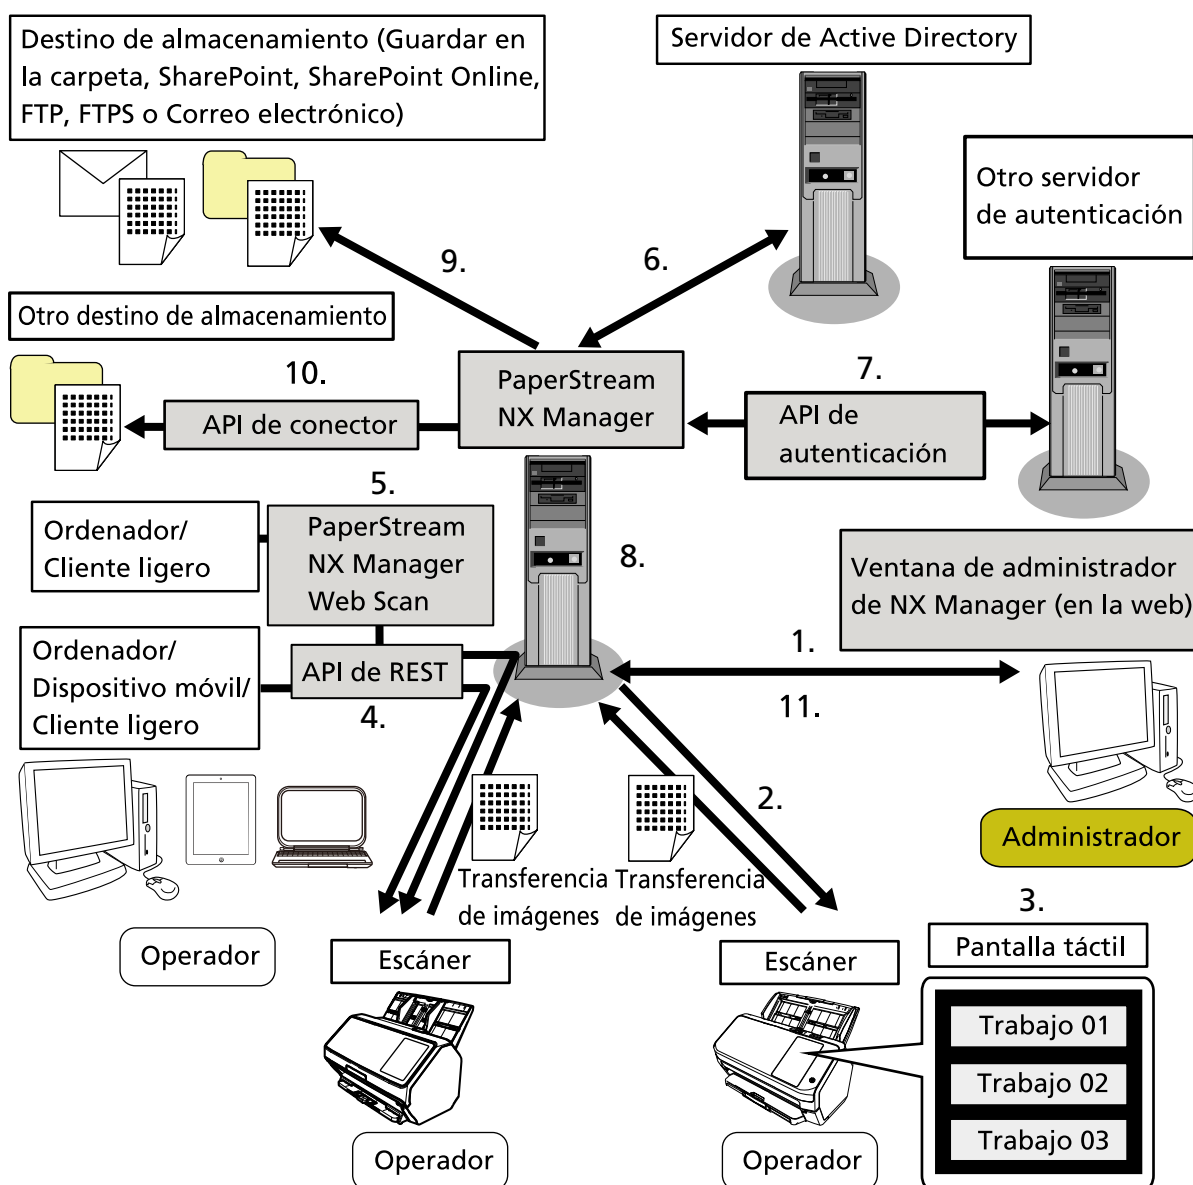 Destino de almacenamiento (Guardar en
la carpeta, SharePoint, SharePoint Online,
FTP, FTPS o Correo electrónico)
Servidor de Active Directory
Otro servidor
de autenticación
9.
6.
Otro destino de almacenamiento
10.
API de conector
PaperStream
NX Manager
7.
API de
autenticación
5.
Ordenador/
Cliente ligero
PaperStream
NX Manager
Web Scan
8.
Ventana de administrador
de NX Manager (en la web)
Ordenador/
Dispositivo móvil/
Cliente ligero
API de REST
4.
1.
11.
2.
Administrador
Transferencia
de imágenes
Transferencia
de imágenes
3.
Operador
Escáner
Escáner
Pantalla táctil
Trabajo 01
Trabajo 02
Trabajo 03
Operador
Operador